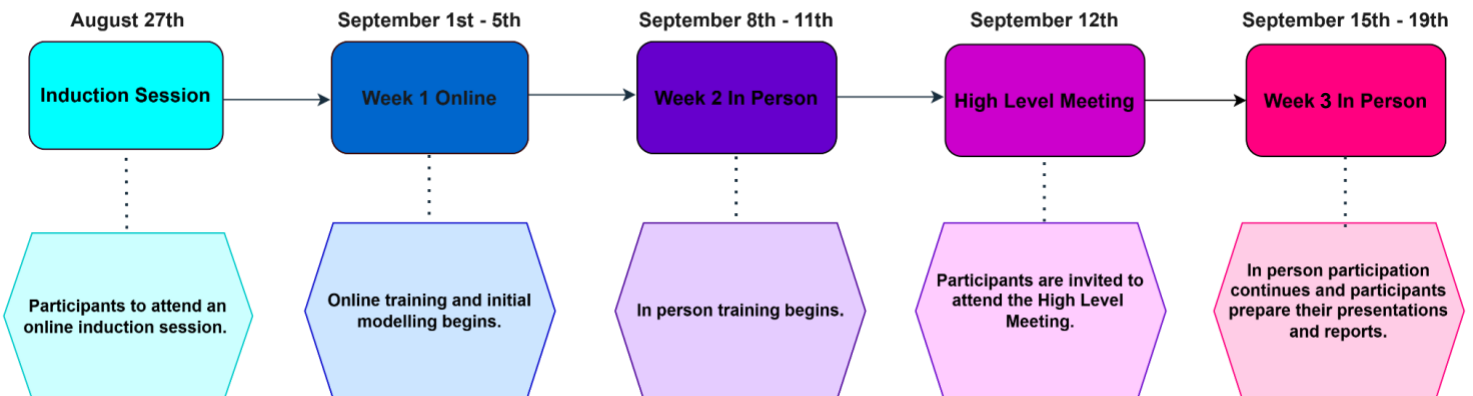 August 27th
September 1st - 5th
September 8th - 11th
September 12th
September 15th - 19th
Induction Session
Week 1 Online
Week 2 In Person
High Level Meeting
Week 3 In Person
Participants to attend an
online induction session.
Online training and initial
modelling begins.
In person training begins.
Participants are invited to
attend the High Level
Meeting.
In person participation
continues and participants
prepare their presentations
and reports.